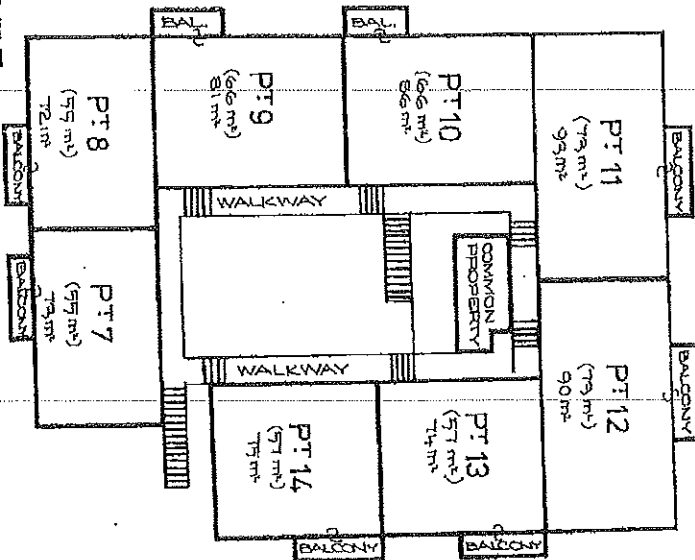 BAL.
BAL.
PT. 8
(55 m²)
72 m²
PT. 9
(66 m²)
81 m²
PT. 10
(66 m²)
86 m²
PT. 11
(73 m²)
93 m²
BALCONY
BALCONY
WALKWAY
COMMON
PROPERTY
BALCONY
PT. 7
(55 m²)
73 m²
WALKWAY
PT. 12
(73 m²)
90 m²
BALCONY
PT. 14
(57 m²)
75 m²
PT. 13
(57 m²)
74 m²
BALCONY
BALCONY